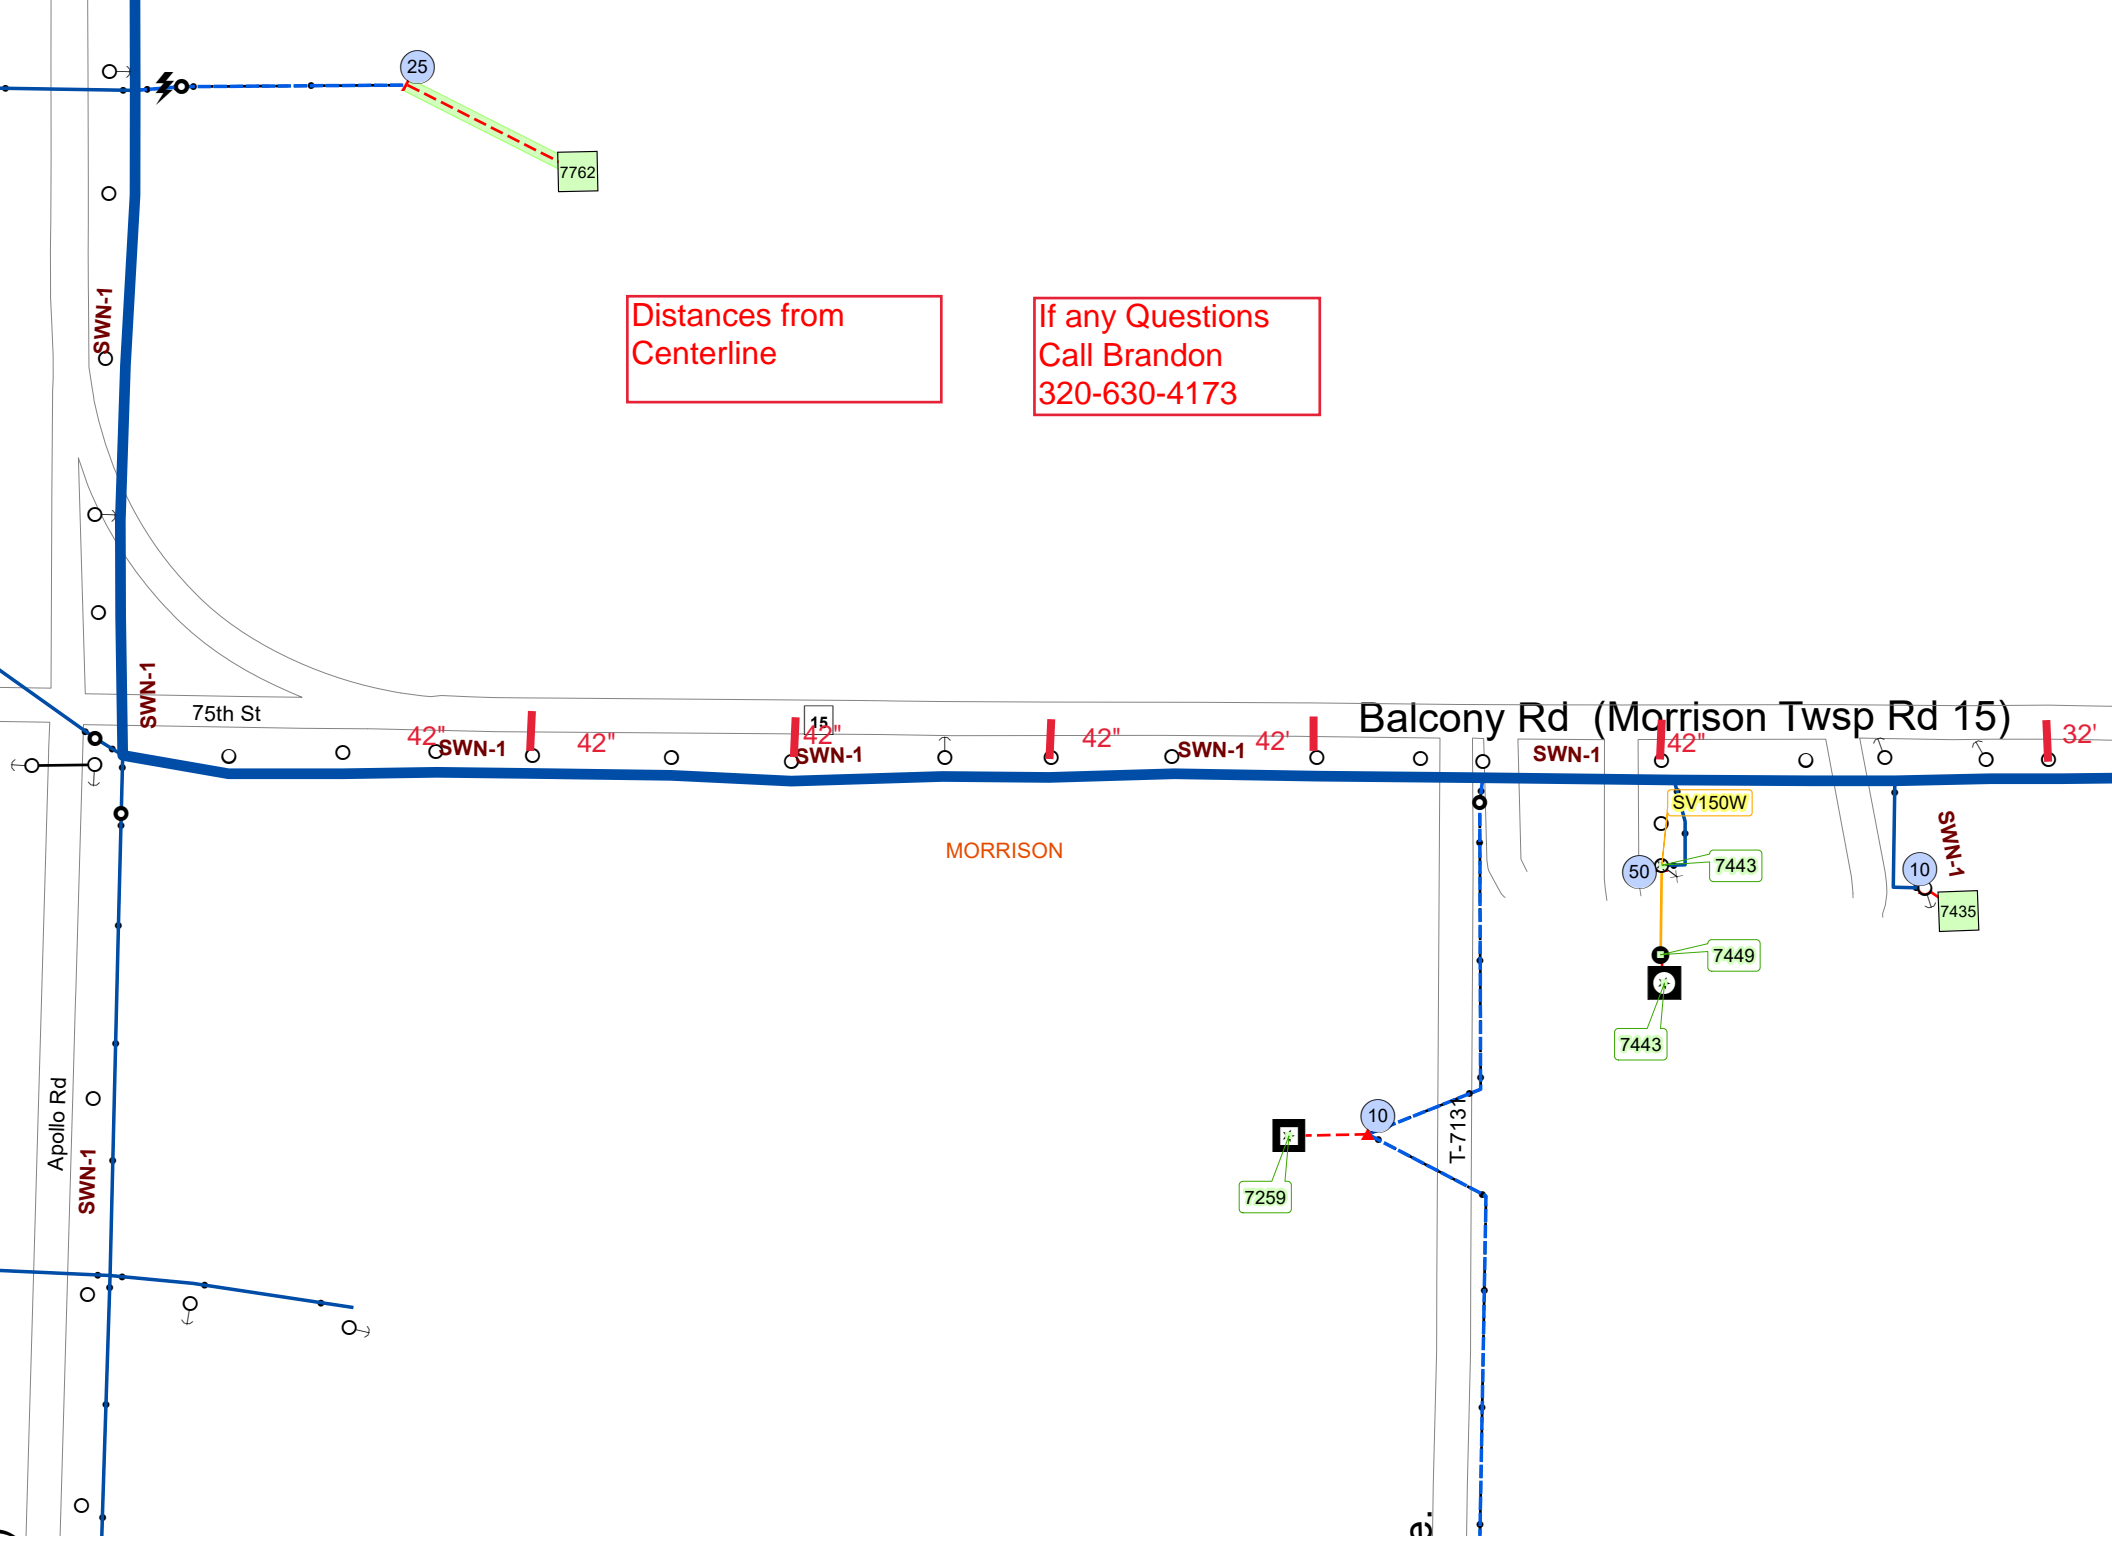 25
7762
SWN-1
Distances from
Centerline
If any Questions
Call Brandon
320-630-4173
SWN-1
75th St
15
Balcony Rd (Morrison Twsp Rd 15)
42"
SWN-1
42"
42"
SWN-1
42"
SWN-1
42'
SWN-1
42"
32'
SV150W
MORRISON
50
7443
10
SWN-1
7435
7449
7443
Apollo Rd
SWN-1
10
T-7131
7259
e.